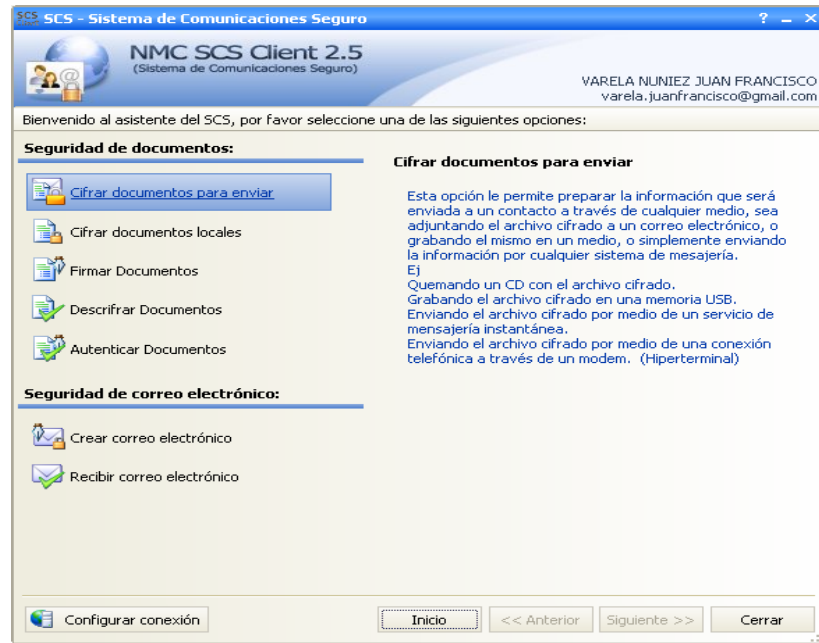 SCS - Sistema de Comunicaciones Seguro
NMC SCS Client 2.5
(Sistema de Comunicaciones Seguro)
VARELA NUNIEZ JUAN FRANCISCO
varela.juanfrancisco@gmail.com
Bienvenido al asistente del SCS, por favor seleccione una de las siguientes opciones:
Seguridad de documentos:
Cifrar documentos para enviar
Cifrar documentos locales
Firmar Documentos
Descrifrar Documentos
Autenticar Documentos
Seguridad de correo electrónico:
Crear correo electrónico
Recibir correo electrónico
Cifrar documentos para enviar
Esta opción le permite preparar la información que será
enviada a un contacto a través de cualquier medio, sea
adjuntando el archivo cifrado a un correo electrónico, o
grabando el mismo en un medio, o simplemente enviando
la información por cualquier sistema de mesajería.
Ej
Quemando un CD con el archivo cifrado.
Grabando el archivo cifrado en una memoria USB.
Enviando el archivo cifrado por medio de un servicio de
mensajería instantánea.
Enviando el archivo cifrado por medio de una conexión
telefónica a través de un modem. (Hiperterminal)
Configurar conexión
Inicio
<< Anterior
Siguiente >>
Cerrar